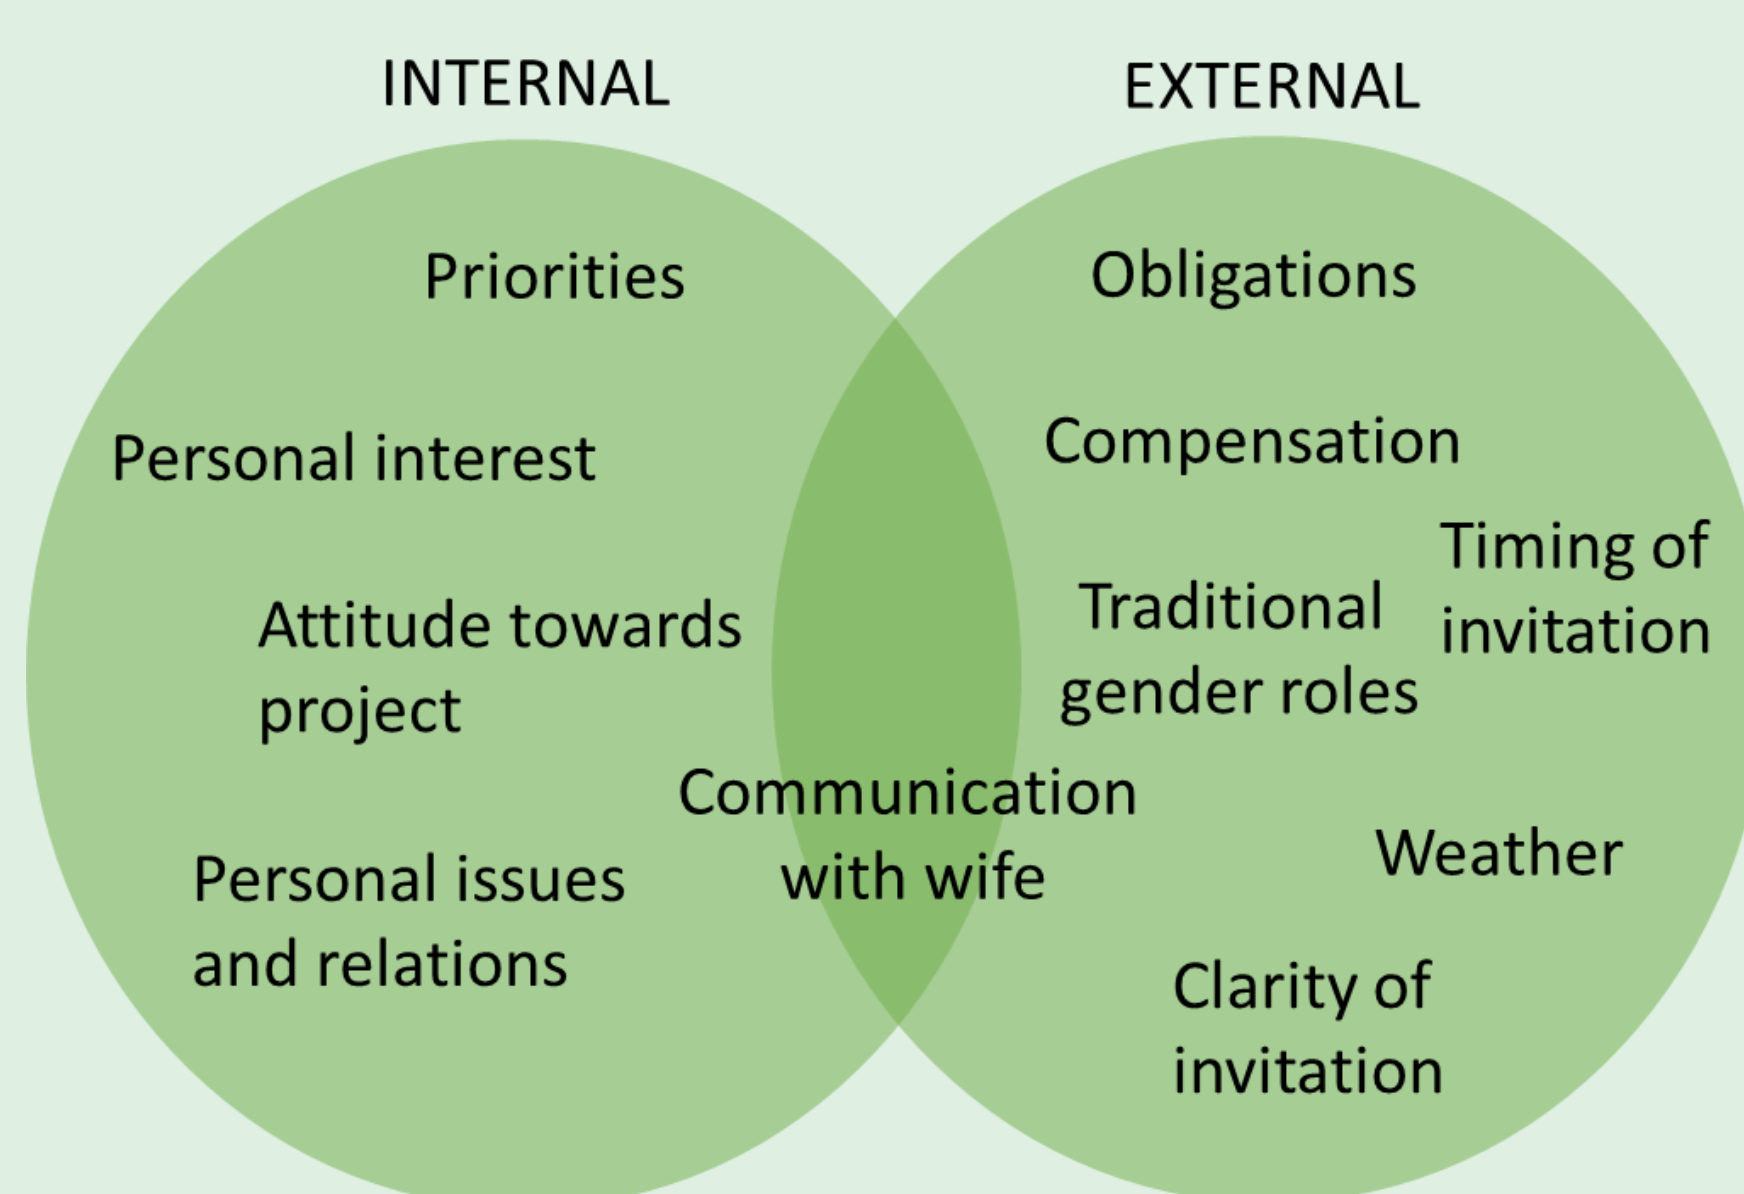 INTERNAL
EXTERNAL
Priorities
Personal interest
Attitude towards
project
Personal issues
and relations
Communication
with wife
Obligations
Compensation
Timing of
invitation
Traditional
gender roles
Weather
Clarity of
invitation